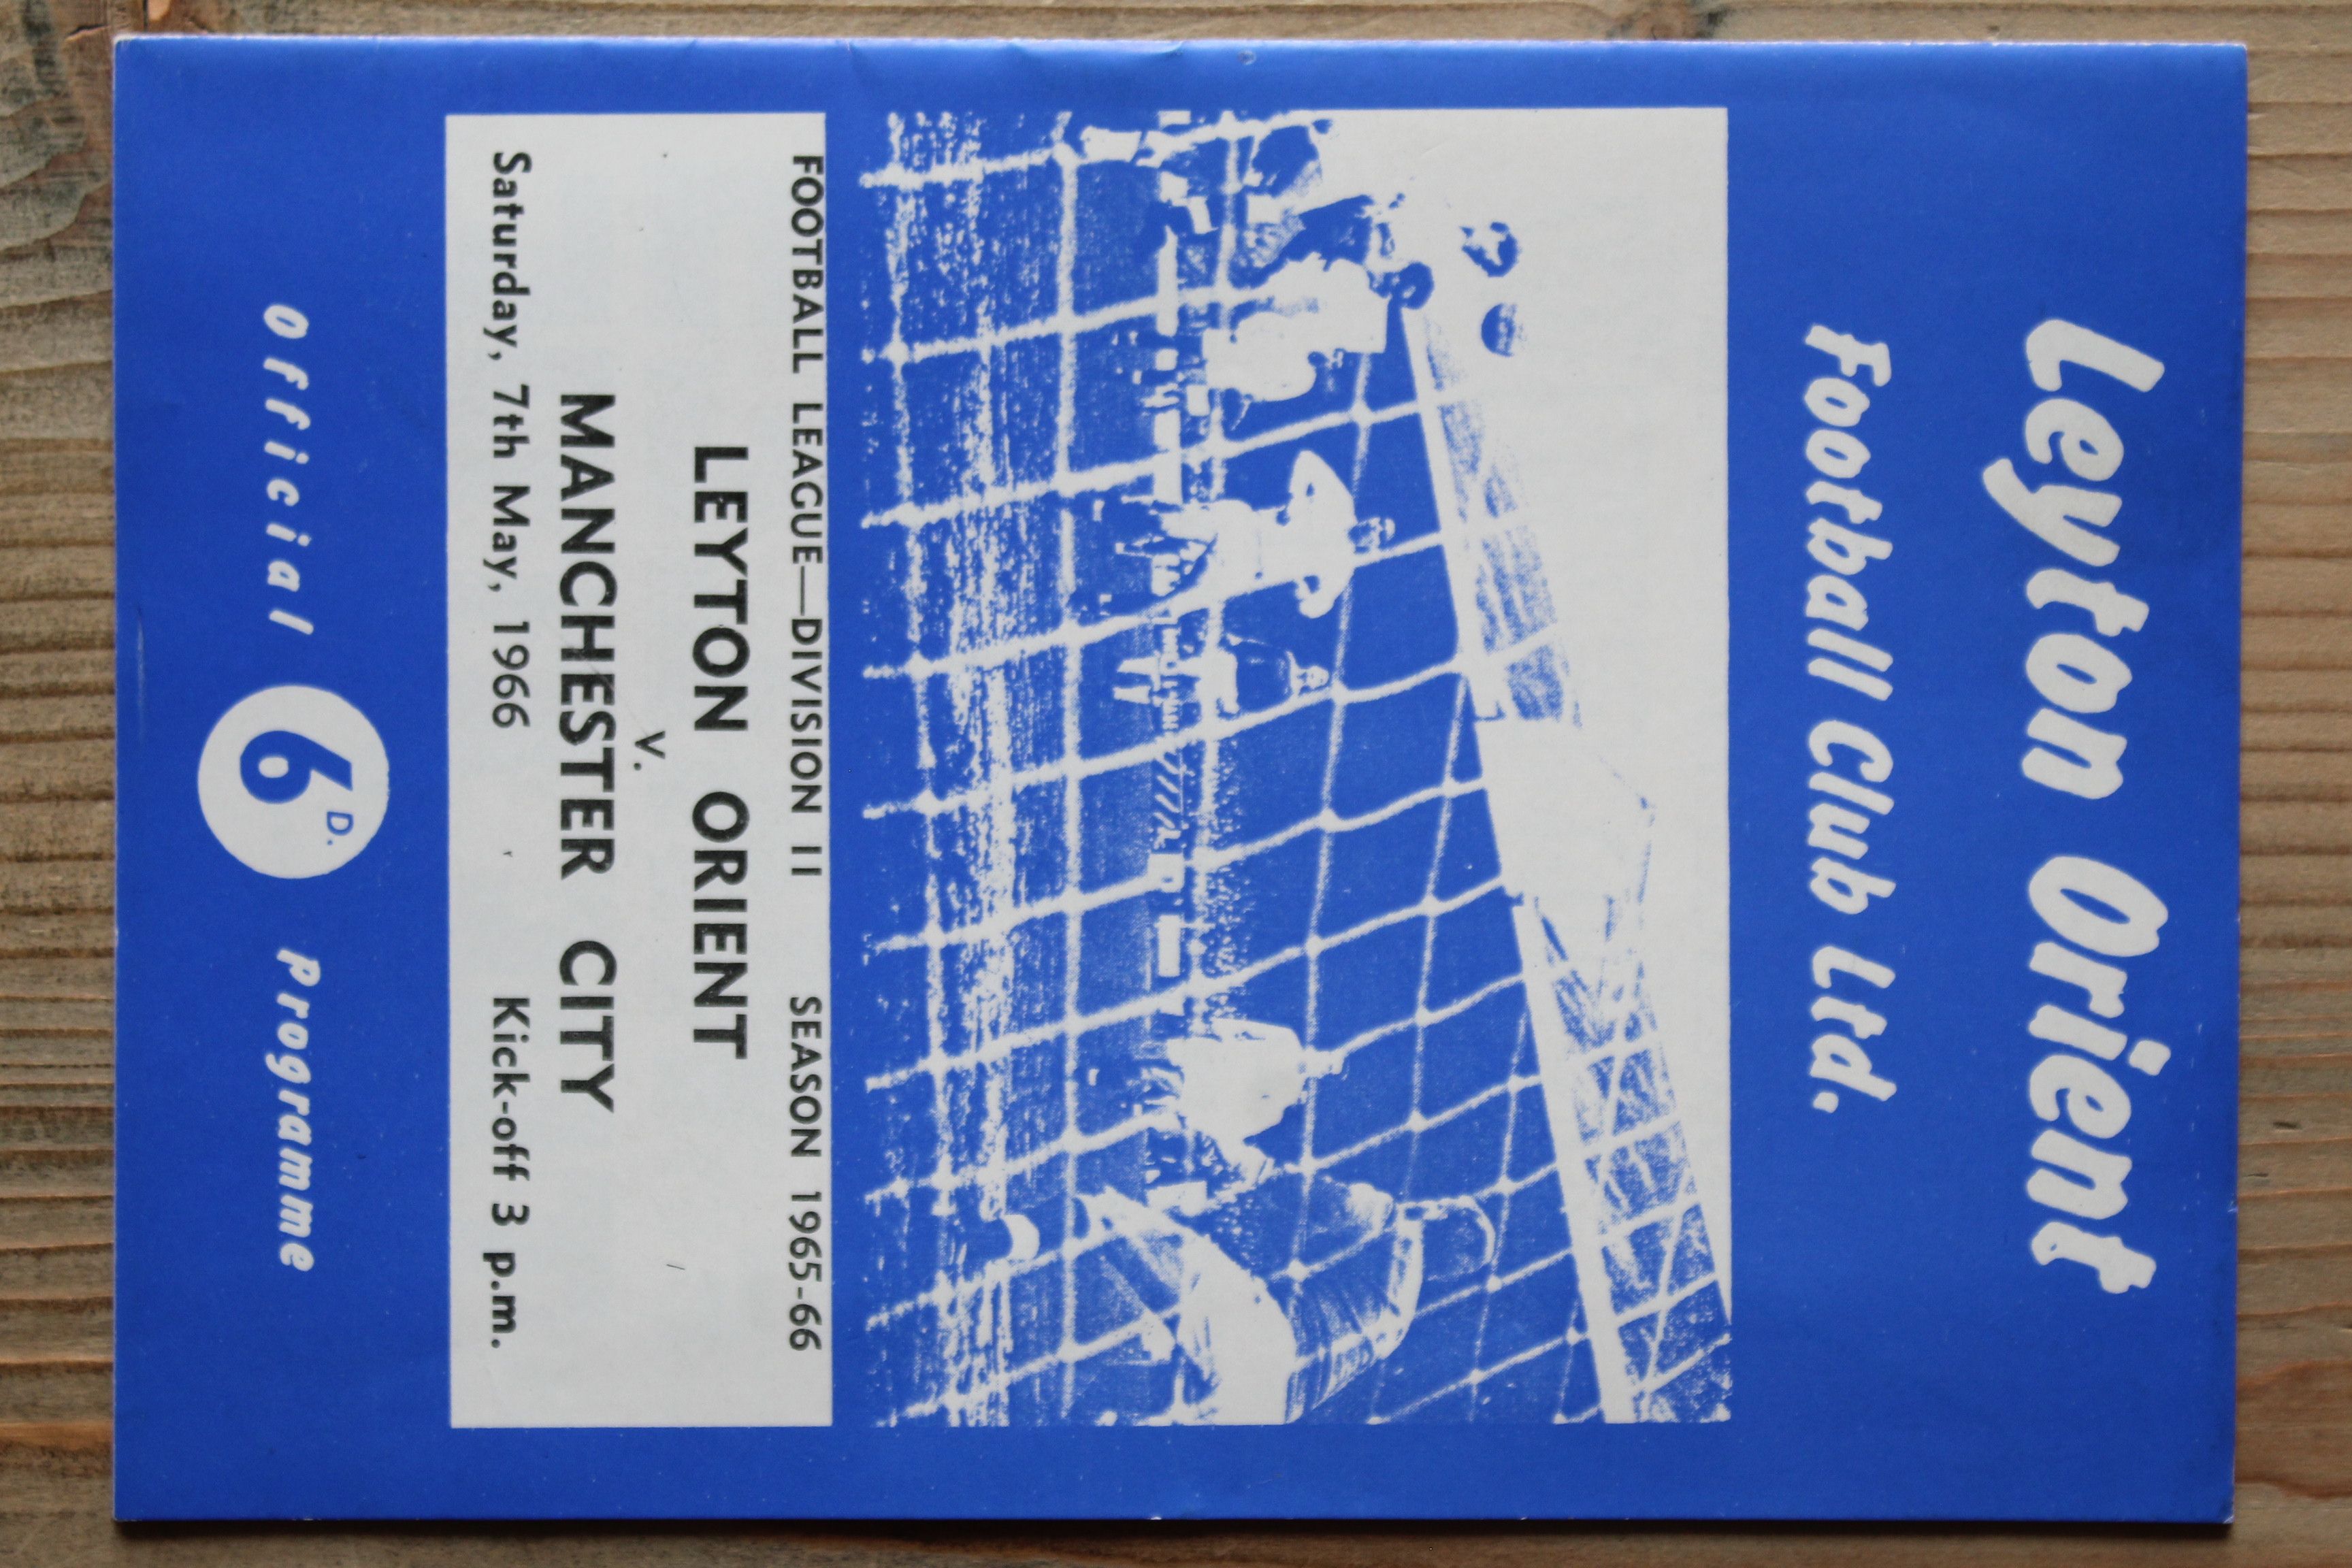 Leyton Orient
Football Club Ltd.
FOOTBALL LEAGUE—DIVISION II SEASON 1965-66
LEYTON ORIENT
v.
MANCHESTER CITY
Saturday, 7th May, 1966 Kick-off 3 p.m.
Official 6D. Programme